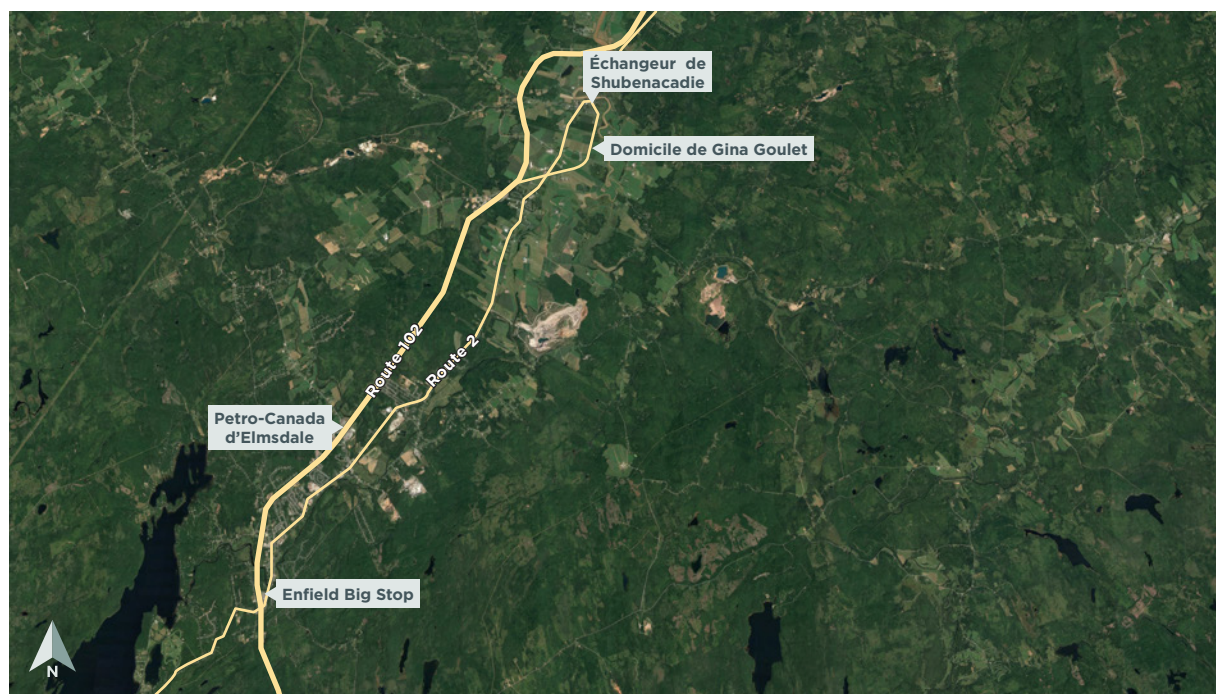 Échangeur de
Shubenacadie
Domicile de Gina Goulet
Route 102
Route 2
Petro-Canada
d'Elmsdale
Enfield Big Stop
N